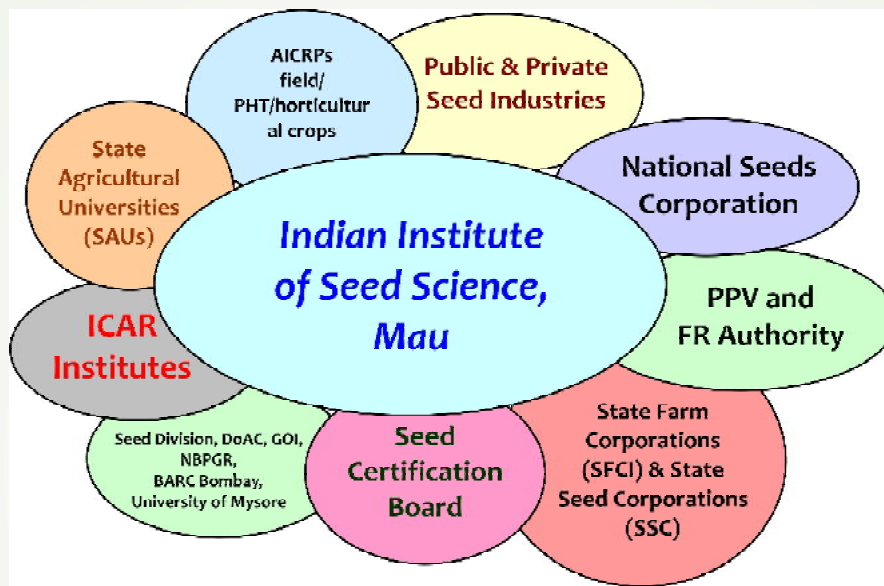 AICRPs
field/
PHT/horticultur
al crops
Public & Private
Seed Industries
State
Agricultural
Universities
(SAUs)
National Seeds
Corporation
Indian Institute
of Seed Science,
Mau
PPV and
FR Authority
ICAR
Institutes
Seed Division, DoAC, GOI,
NBPGR,
BARC Bombay,
University of Mysore
Seed
Certification
Board
State Farm
Corporations
(SFCI) & State
Seed Corporations
(SSC)